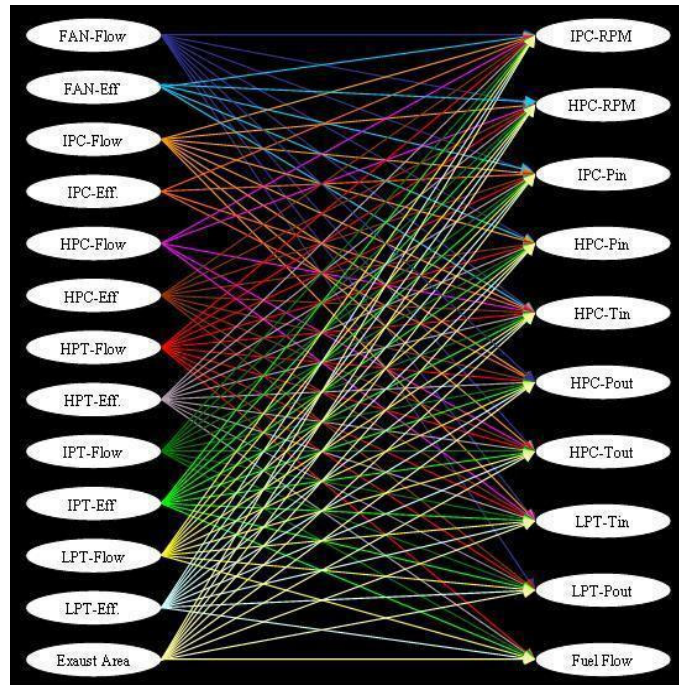 FAN-Flow
FAN-Eff
IPC-Flow
IPC-Eff.
HPC-Flow
HPC-Eff
HPT-Flow
HPT-Eff.
IPT-Flow
IPT-Eff
LPT-Flow
LPT-Eff.
Exaust Area
IPC-RPM
HPC-RPM
IPC-Pin
HPC-Pin
HPC-Tin
HPC-Pout
HPC-Tout
LPT-Tin
LPT-Pout
Fuel Flow